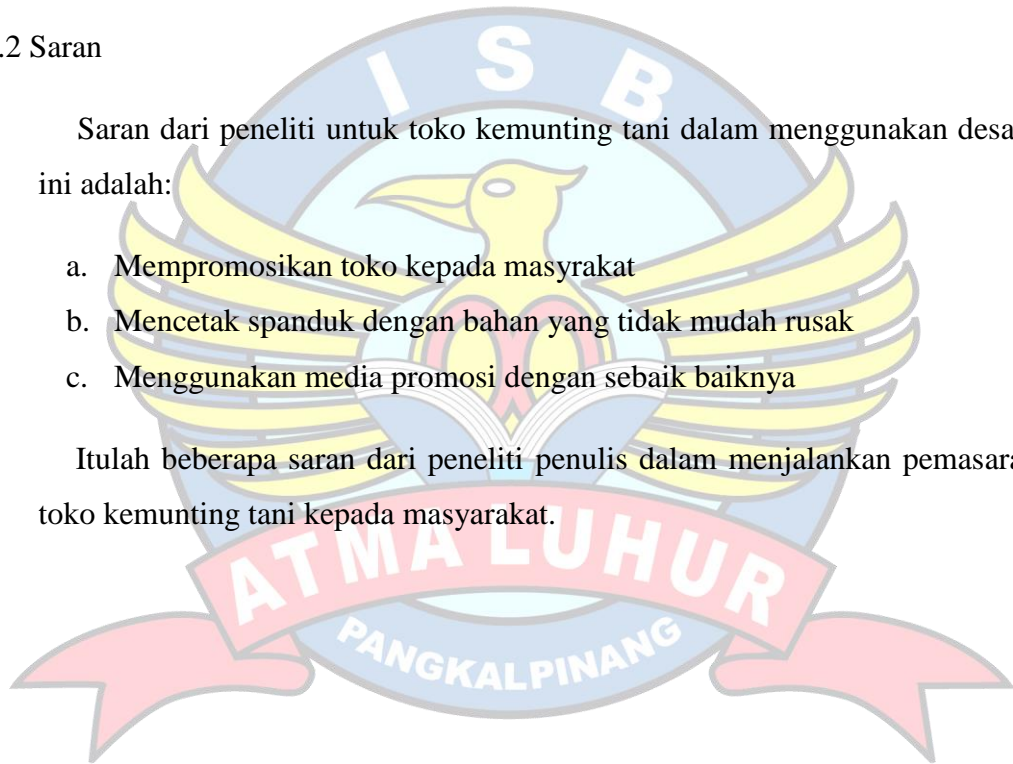 .2 Saran
Saran dari peneliti untuk toko kemunting tani dalam menggunakan desa
ini adalah:
a. Mempromosikan toko kepada masyrakat
b. Mencetak spanduk dengan bahan yang tidak mudah rusak
c. Menggunakan media promosi dengan sebaik baiknya
Itulah beberapa saran dari peneliti penulis dalam menjalankan pemasara
toko kemunting tani kepada masyarakat.
I S B
ATMA LUHUR
PANGKALPINANG